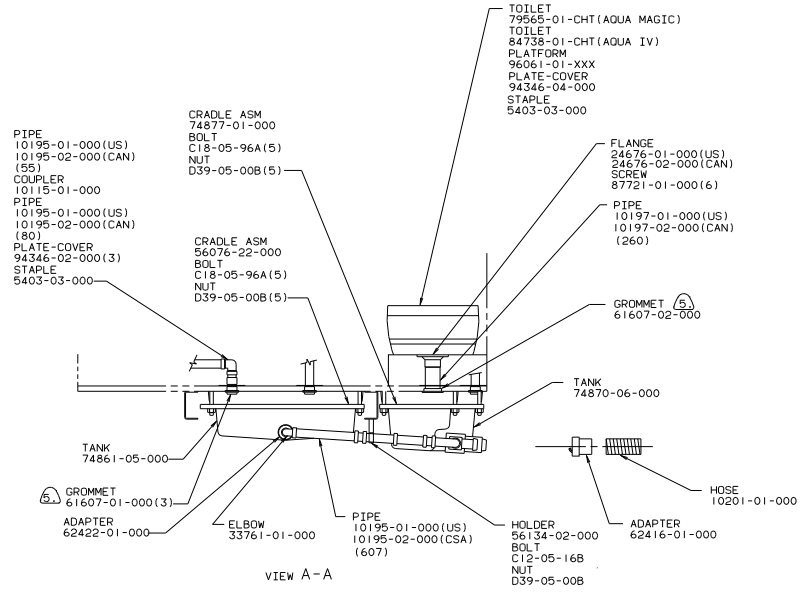 TOILET
79565-01-CHT(AQUA MAGIC)
TOILET
84738-01-CHT(AQUA IV)
PLATFORM
96061-01-XXX
PLATE-COVER
94346-04-000
STAPLE
5403-03-000
CRADLE ASM
74877-01-000
BOLT
C18-05-96A(5)
NUT
D39-05-00B(5)
PIPE
10195-01-000(US)
10195-02-000(CAN)
(55)
COUPLER
10115-01-000
PIPE
10195-01-000(US)
10195-02-000(CAN)
(80)
PLATE-COVER
94346-02-000(3)
STAPLE
5403-03-000
FLANGE
24676-01-000(US)
24676-02-000(CAN)
SCREW
87721-01-000(6)
PIPE
10197-01-000(US)
10197-02-000(CAN)
(260)
CRADLE ASM
56076-22-000
BOLT
C18-05-96A(5)
NUT
D39-05-00B(5)
GROMMET 5.
61607-02-000
TANK
74870-06-000
TANK
74861-05-000
5. GROMMET
61607-01-000(3)
ADAPTER
62422-01-000
ELBOW
33761-01-000
PIPE
10195-01-000(US)
10195-02-000(CSA)
(607)
HOLDER
56134-02-000
BOLT
C12-05-16B
NUT
D39-05-00B
ADAPTER
62416-01-000
HOSE
10201-01-000
VIEW A-A